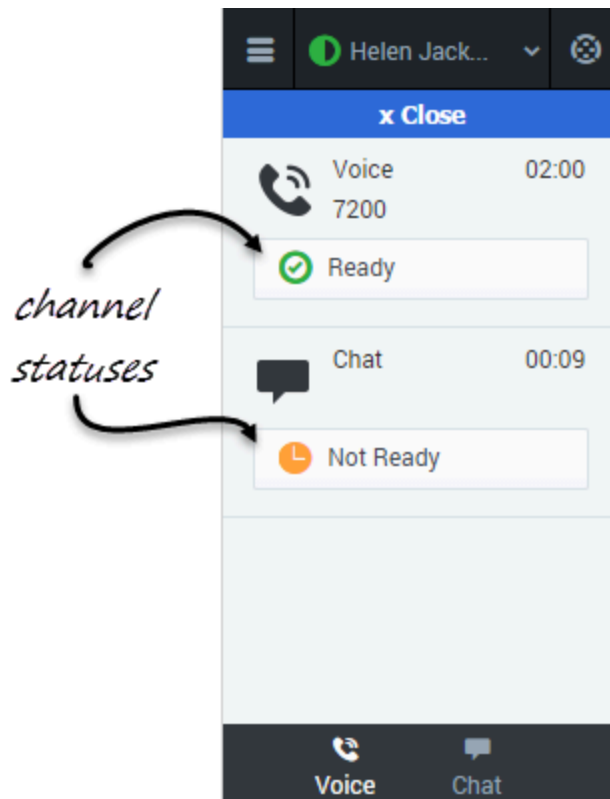 Helen Jack...
x Close
Voice 02:00
7200
Ready
channel
statuses
Chat 00:09
Not Ready
Voice Chat